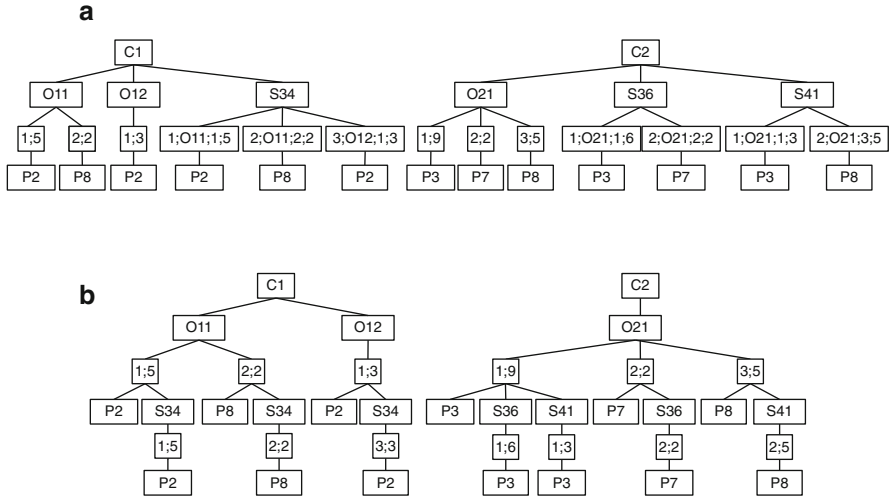 a
C1 C2
O11 O12 S34 O21 S36 S41
1;5 2;2 1;3 1;O11;1;5 2;O11;2;2 3;O12;1;3 1;9 2;2 3;5 1;O21;1;6 2;O21;2;2 1;O21;1;3 2;O21;3;5
P2 P8 P2 P2 P8 P2 P3 P7 P8 P3 P7 P3 P8
b
C1 C2
O11 O12 O21
1;5 2;2 1;3 1;9 2;2 3;5
P2 S34 P8 S34 P2 S34 P3 S36 S41 P7 S36 P8 S41
1;5 2;2 3;3 1;6 1;3 2;2 2;5
P2 P8 P2 P3 P3 P7 P8